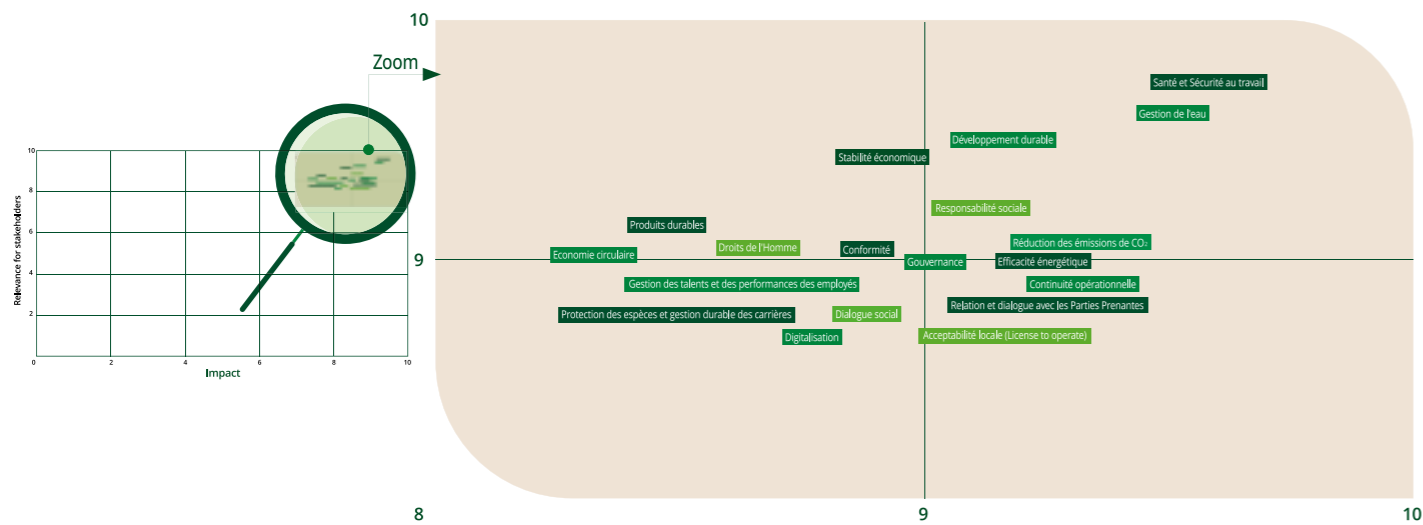 10
Zoom
Santé et Sécurité au travail
Gestion de l'eau
Développement durable
Stabilité économique
Responsabilité sociale
Produits durables
Réduction des émissions de CO₂
Droits de l'Homme
Conformité
Economie circulaire
9
Gouvernance
Efficacité énergétique
Gestion des talents et des performances des employés
Continuité opérationnelle
Relation et dialogue avec les Parties Prenantes
Protection des espèces et gestion durable des carrières
Dialogue social
Digitalisation
Acceptabilité locale (License to operate)
8
9
10
Relevance for stakeholders
10
8
6
4
2
0
2
4
6
8
10
Impact